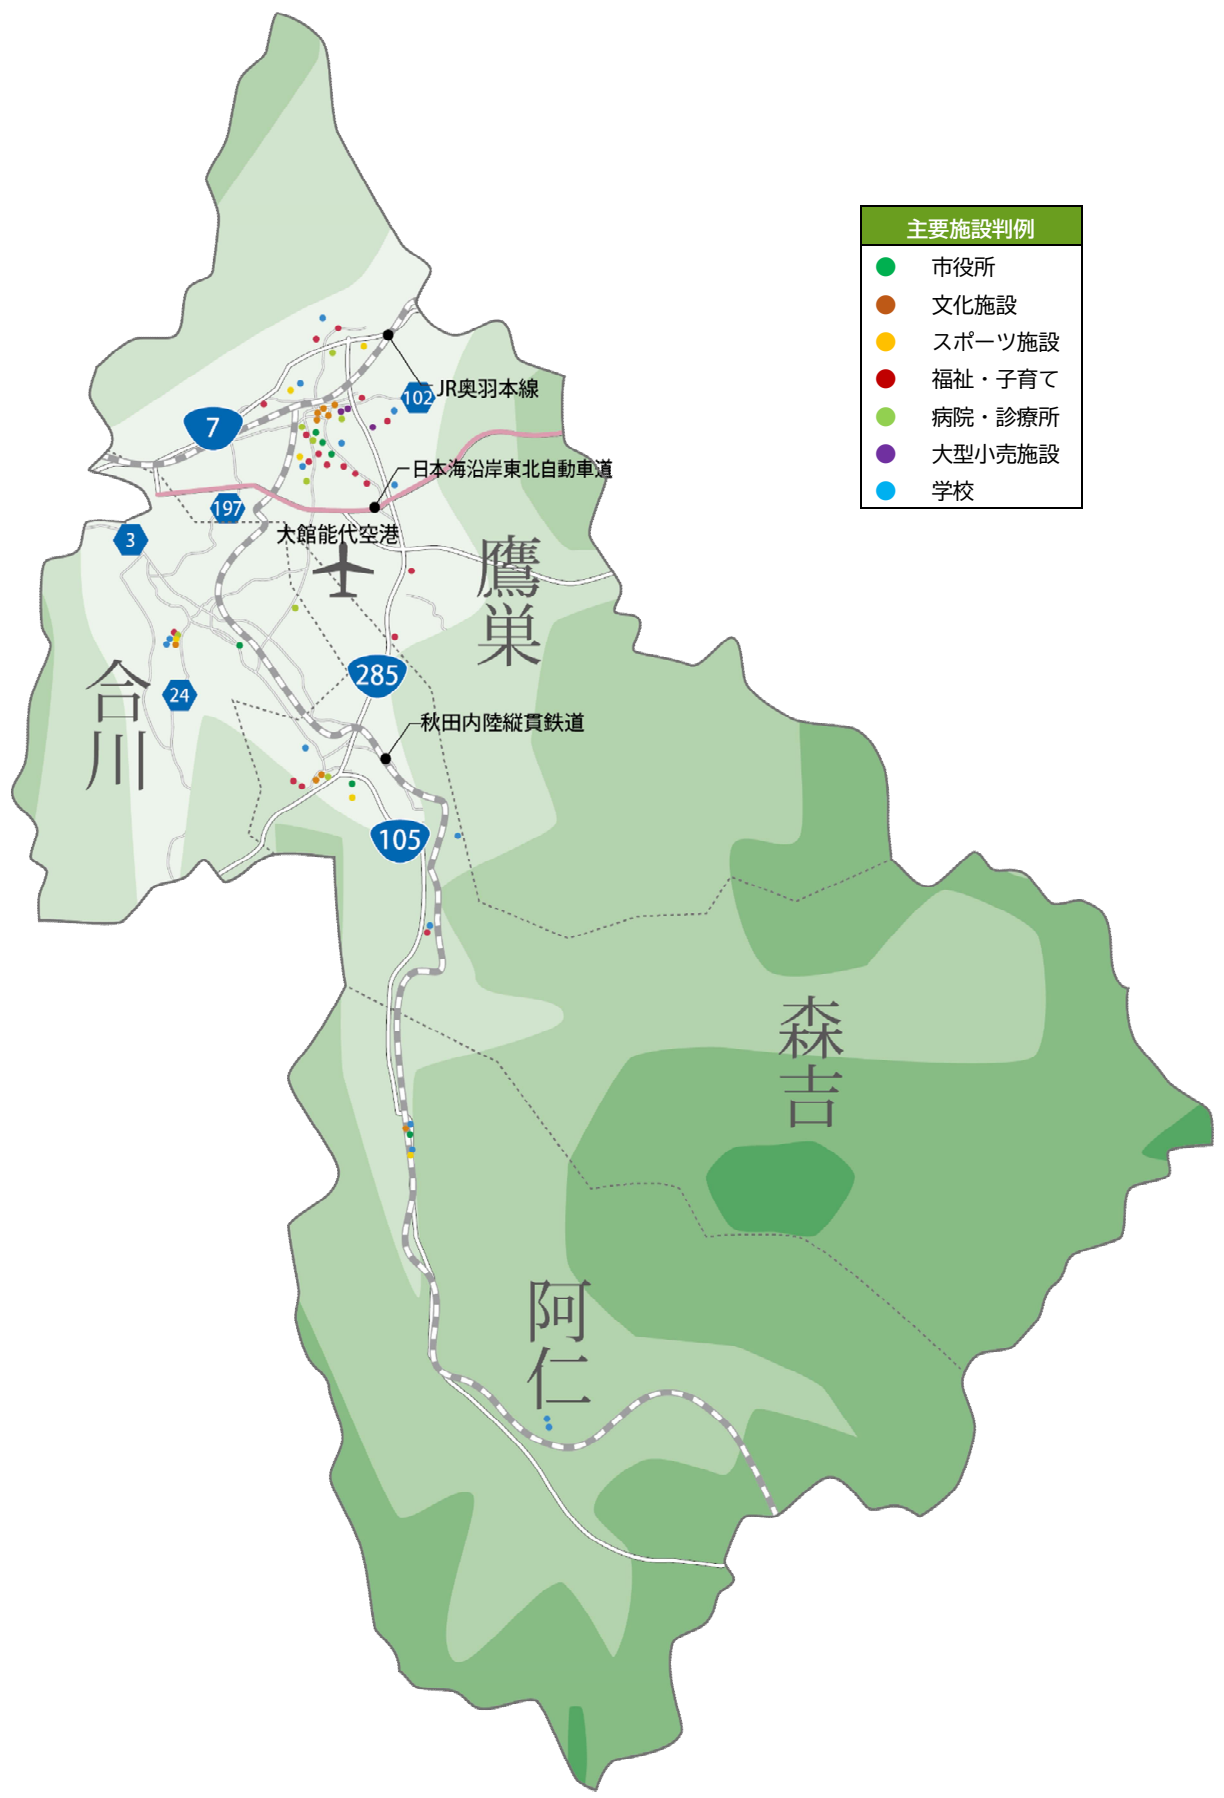 主要施設判例
市役所
文化施設
スポーツ施設
福祉・子育て
病院・診療所
大型小売施設
学校
JR奥羽本線
102
7
日本海沿岸東北自動車道
197
3
大館能代空港
鷹巣
285
合川
24
秋田内陸縦貫鉄道
105
森吉
阿仁